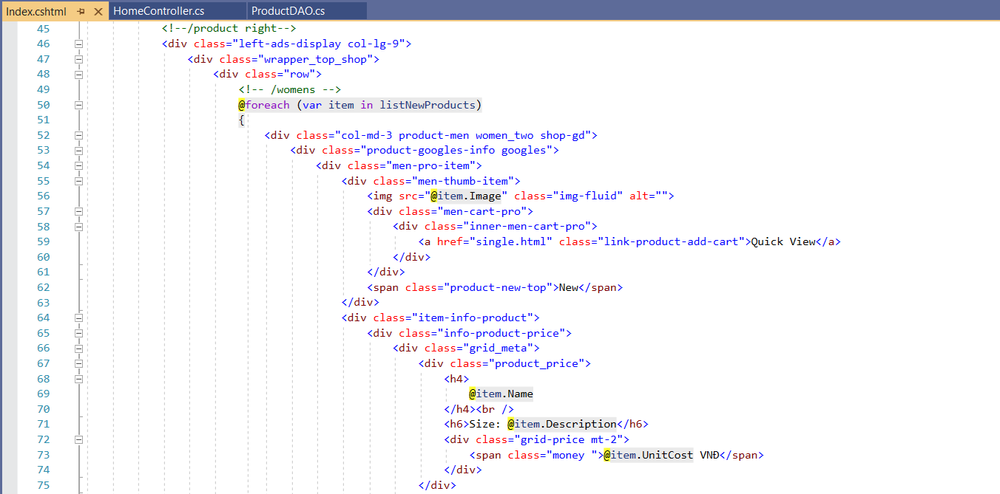 Index.cshtml HomeController.cs ProductDAO.cs
45 <!--/product right-->
46 <div class="left-ads-display col-lg-9">
47 <div class="wrapper_top_shop">
48 <div class="row">
49 <!-- /womens -->
50 @foreach (var item in listNewProducts)
51 {
52 <div class="col-md-3 product-men women_two shop-gd">
53 <div class="product-googles-info googles">
54 <div class="men-pro-item">
55 <div class="men-thumb-item">
56 <img src="@item.Image" class="img-fluid" alt="">
57 <div class="men-cart-pro">
58 <div class="inner-men-cart-pro">
59 <a href="single.html" class="link-product-add-cart">Quick View</a>
60 </div>
61 </div>
62 <span class="product-new-top">New</span>
63 </div>
64 <div class="item-info-product">
65 <div class="info-product-price">
66 <div class="grid_meta">
67 <div class="product_price">
68 <h4>
69 @item.Name
70 </h4><br />
71 <h6>Size: @item.Description</h6>
72 <div class="grid-price mt-2">
73 <span class="money ">@item.UnitCost VNĐ</span>
74 </div>
75 </div>